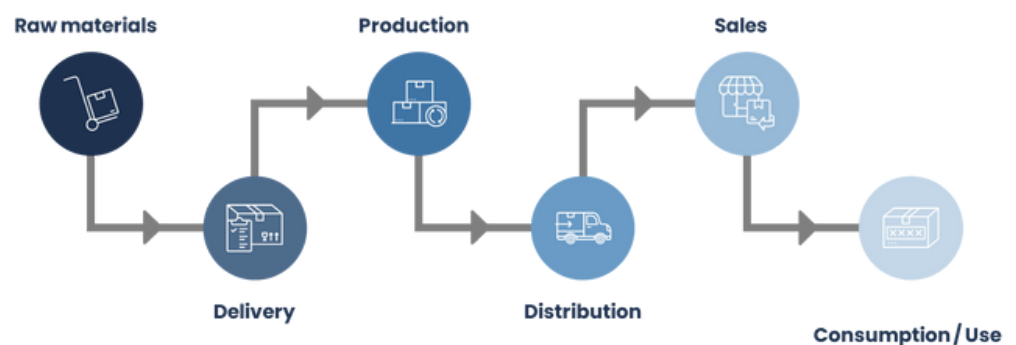 Raw materials
Production
Sales
Delivery
Distribution
Consumption / Use